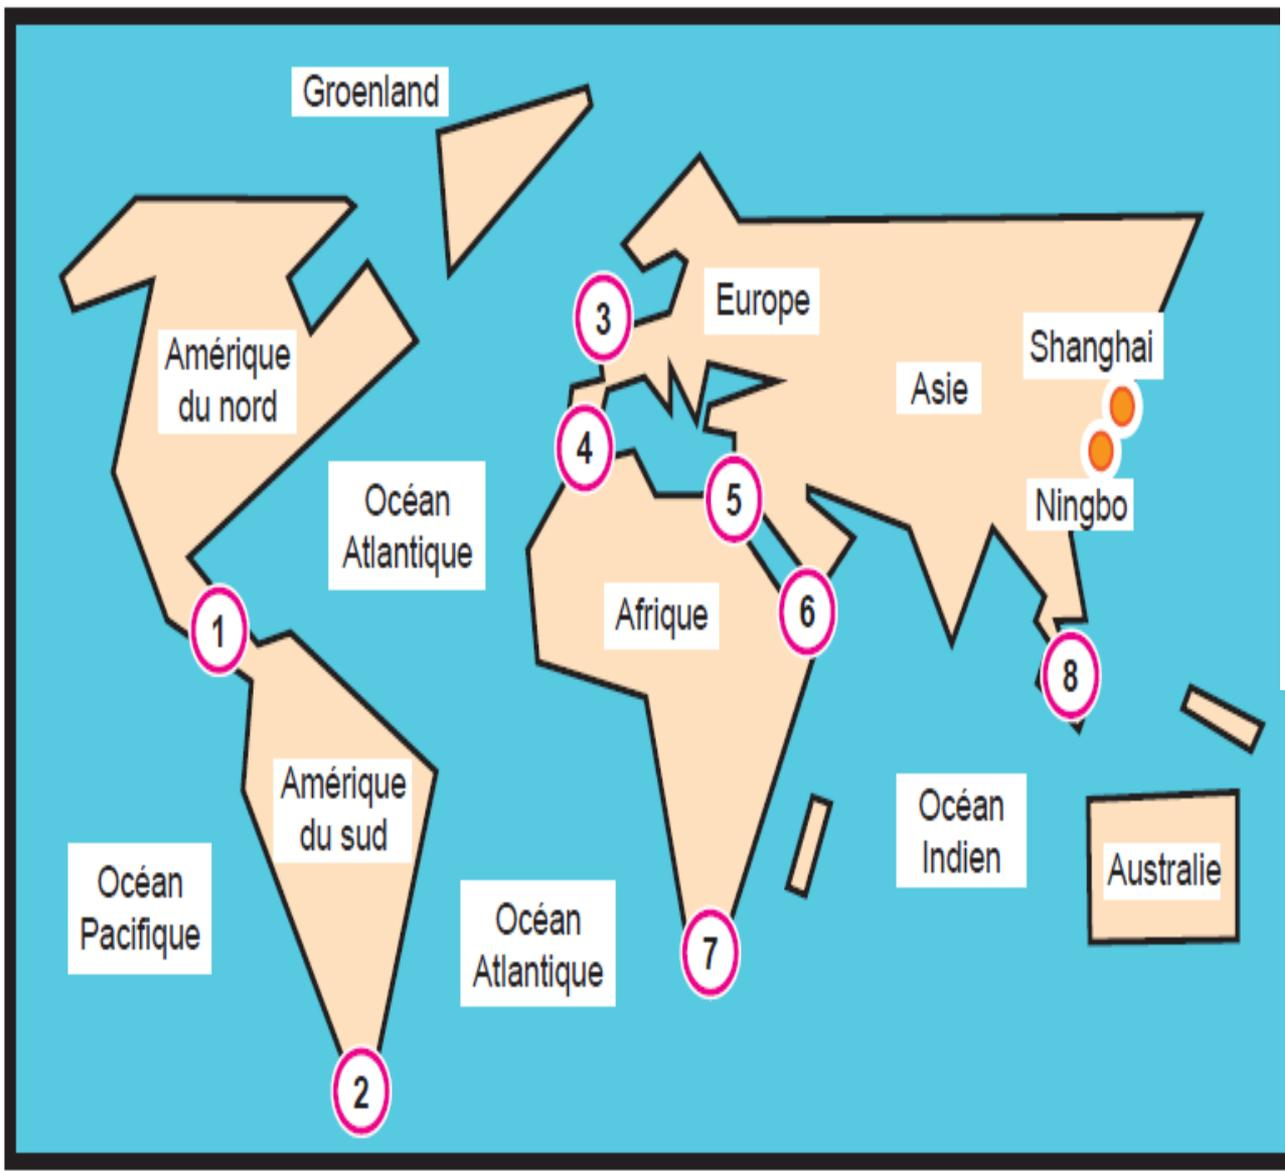 Groenland
Amérique
du nord
Océan
Atlantique
3
Europe
Shanghai
Asie
4
5
Ningbo
Afrique
6
1
8
Amérique
du sud
Océan
Pacifique
Océan
Indien
Australie
Océan
Atlantique
7
2